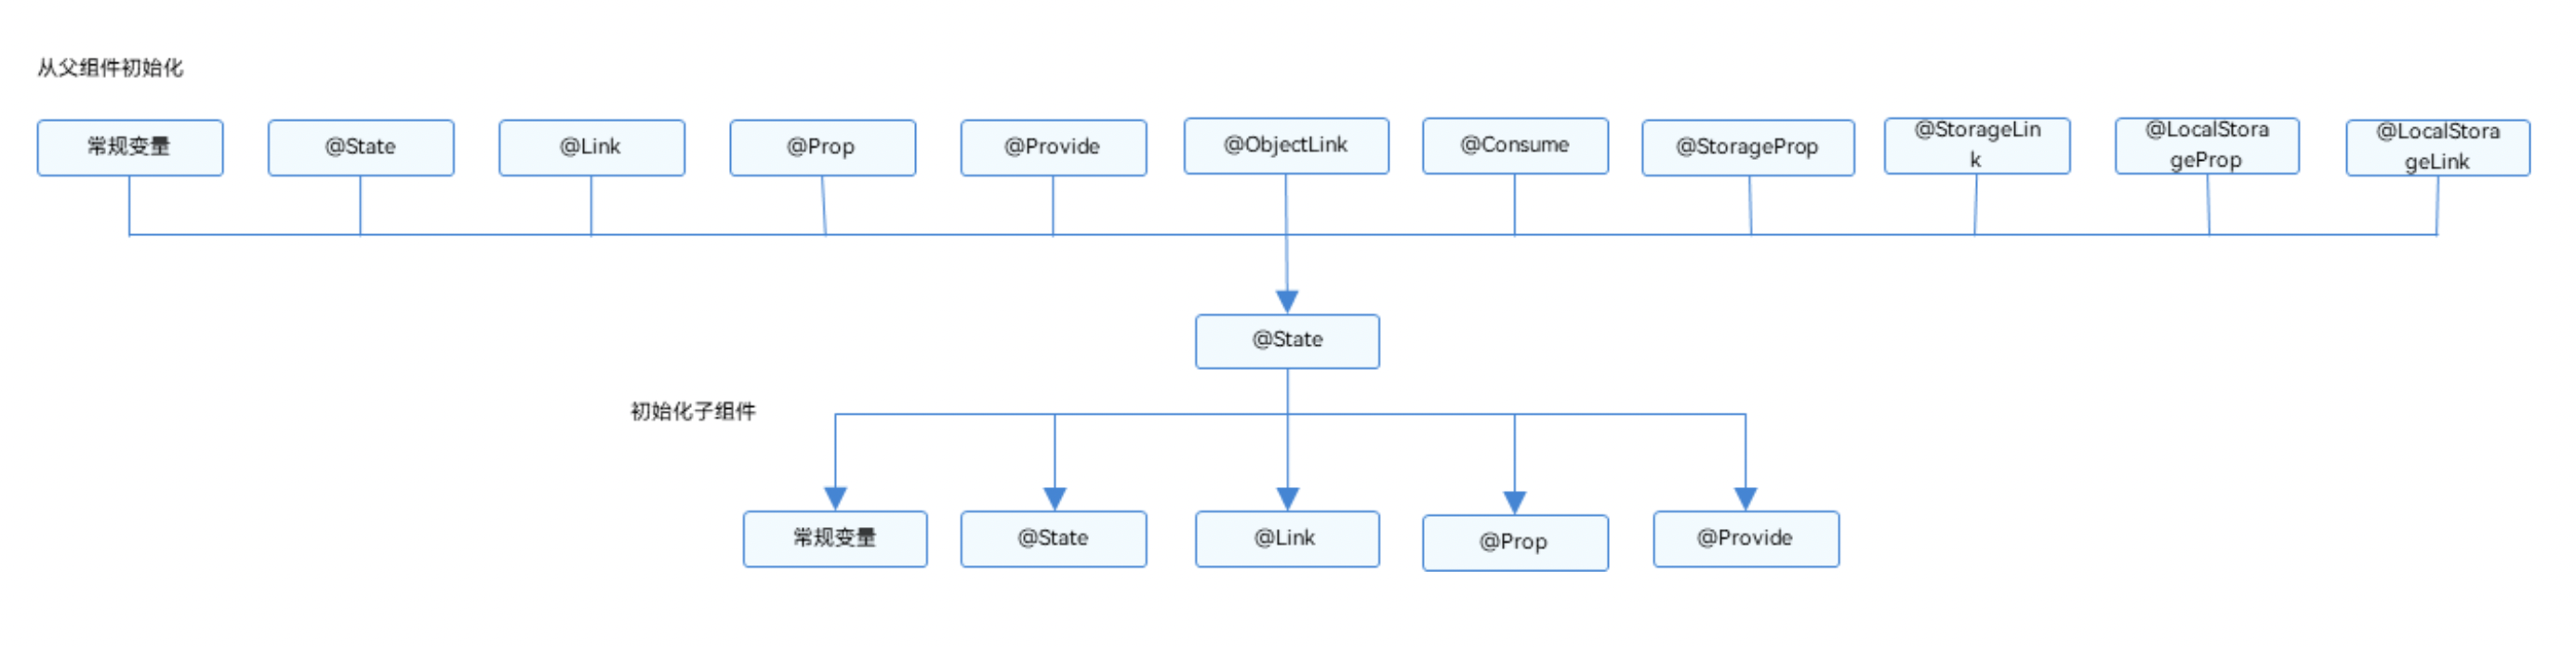 从父组件初始化
常规变量
@State
@Link
@Prop
@Provide
@ObjectLink
@Consume
@StorageProp
@StorageLin
k
@LocalStora
geProp
@LocalStora
geLink
@State
初始化子组件
常规变量
@State
@Link
@Prop
@Provide